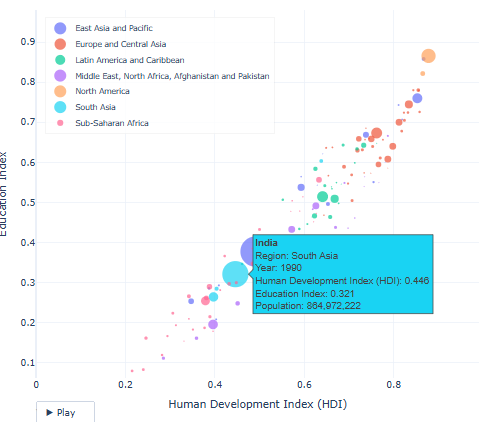 East Asia and Pacific
Europe and Central Asia
Latin America and Caribbean
Middle East, North Africa, Afghanistan and Pakistan
North America
South Asia
Sub-Saharan Africa
0.9
0.8
0.7
0.6
0.5
0.4
0.3
0.2
0.1
Education Index
India
Region: South Asia
Year: 1990
Human Development Index (HDI): 0.446
Education Index: 0.321
Population: 864,972,222
0
0.2
0.4
0.6
0.8
Human Development Index (HDI)
▶ Play